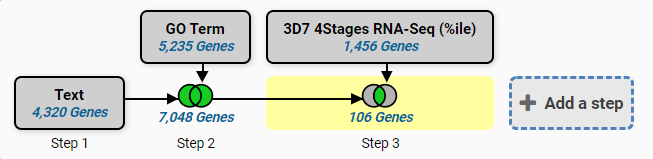 GO Term
5,235 Genes
3D7 4Stages RNA-Seq (%ile)
1,456 Genes
Text
4,320 Genes
7,048 Genes
106 Genes
+ Add a step
Step 1
Step 2
Step 3